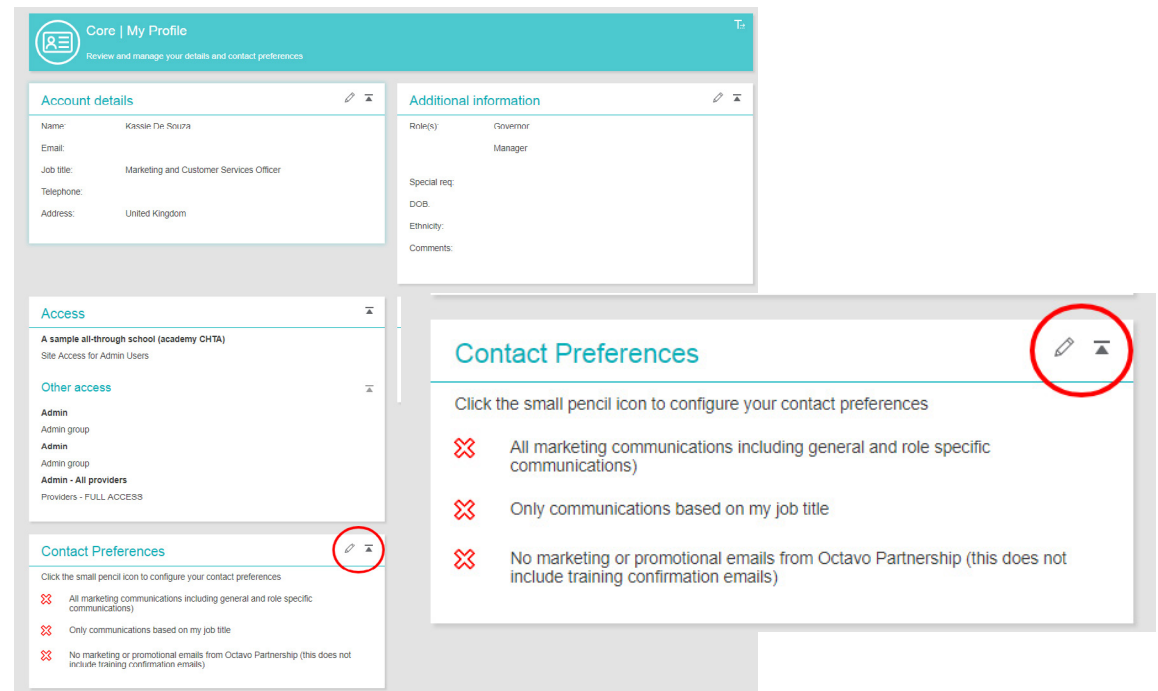 Core | My Profile
Review and manage your details and contact preferences
Account details
Name: Kassie De Souza
Email:
Job title: Marketing and Customer Services Officer
Telephone:
Address: United Kingdom
Additional information
Role(s): Governor
Manager
Special req:
DOB:
Ethnicity:
Comments:
Access
A sample all-through school (academy CHTA)
Site Access for Admin Users
Other access
Admin
Admin group
Admin
Admin group
Admin - All providers
Providers - FULL ACCESS
Contact Preferences
Click the small pencil icon to configure your contact preferences
All marketing communications including general and role specific
communications)
Only communications based on my job title
No marketing or promotional emails from Octavo Partnership (this does not
include training confirmation emails)
Contact Preferences
Click the small pencil icon to configure your contact preferences
All marketing communications including general and role specific
communications)
Only communications based on my job title
No marketing or promotional emails from Octavo Partnership (this does not
include training confirmation emails)